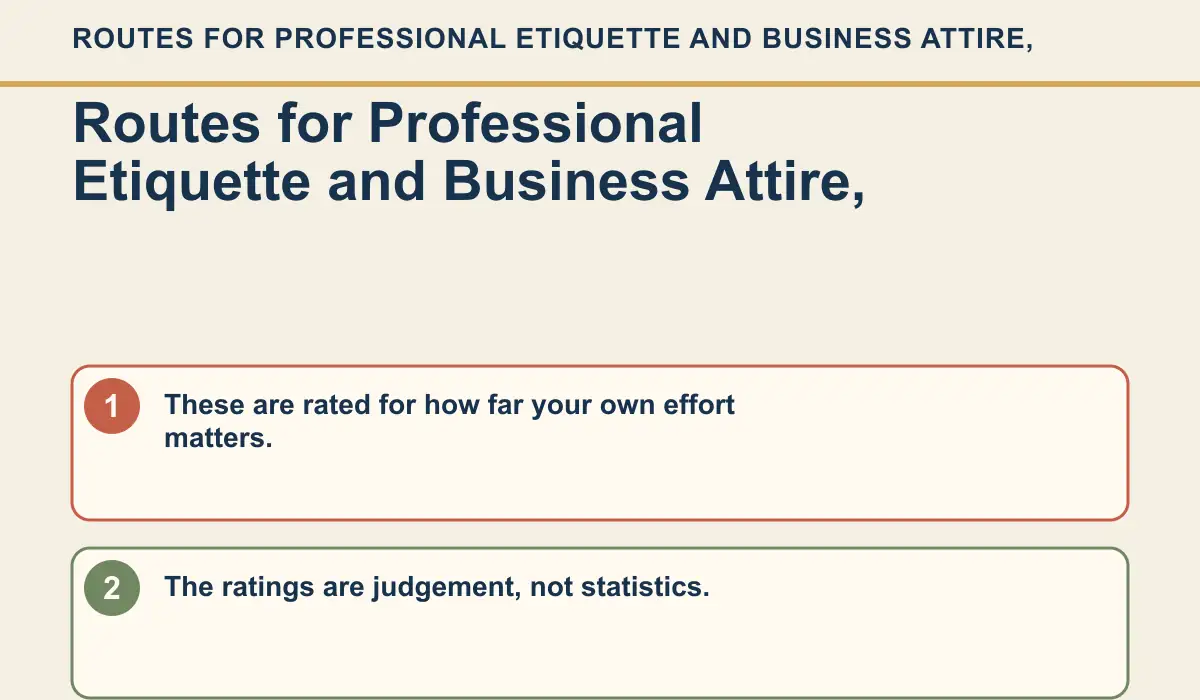 ROUTES FOR PROFESSIONAL ETIQUETTE AND BUSINESS ATTIRE,
Routes for Professional
Etiquette and Business Attire,
1
These are rated for how far your own effort
matters.
2
The ratings are judgement, not statistics.